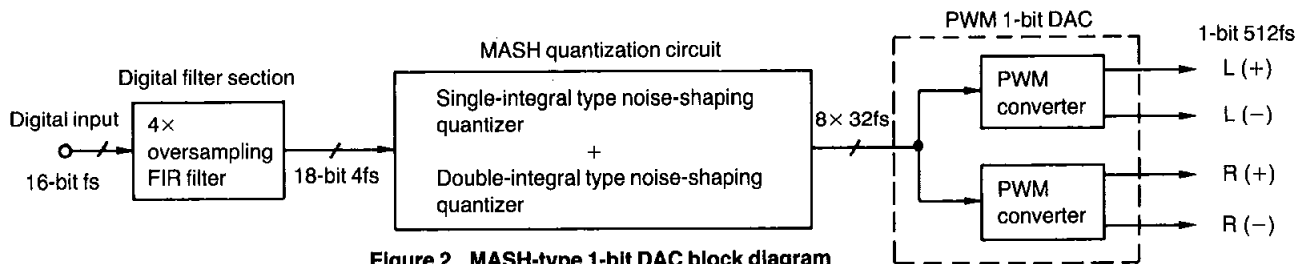 PWM 1-bit DAC
1-bit 512fs
MASH quantization circuit
Digital filter section
Digital input
16-bit fs
4×
oversampling
FIR filter
18-bit 4fs
Single-integral type noise-shaping
quantizer
+
Double-integral type noise-shaping
quantizer
8× 32fs
PWM
converter
L (+)
L (−)
PWM
converter
R (+)
R (−)
Figure 2 MASH-type 1-bit DAC block diagram